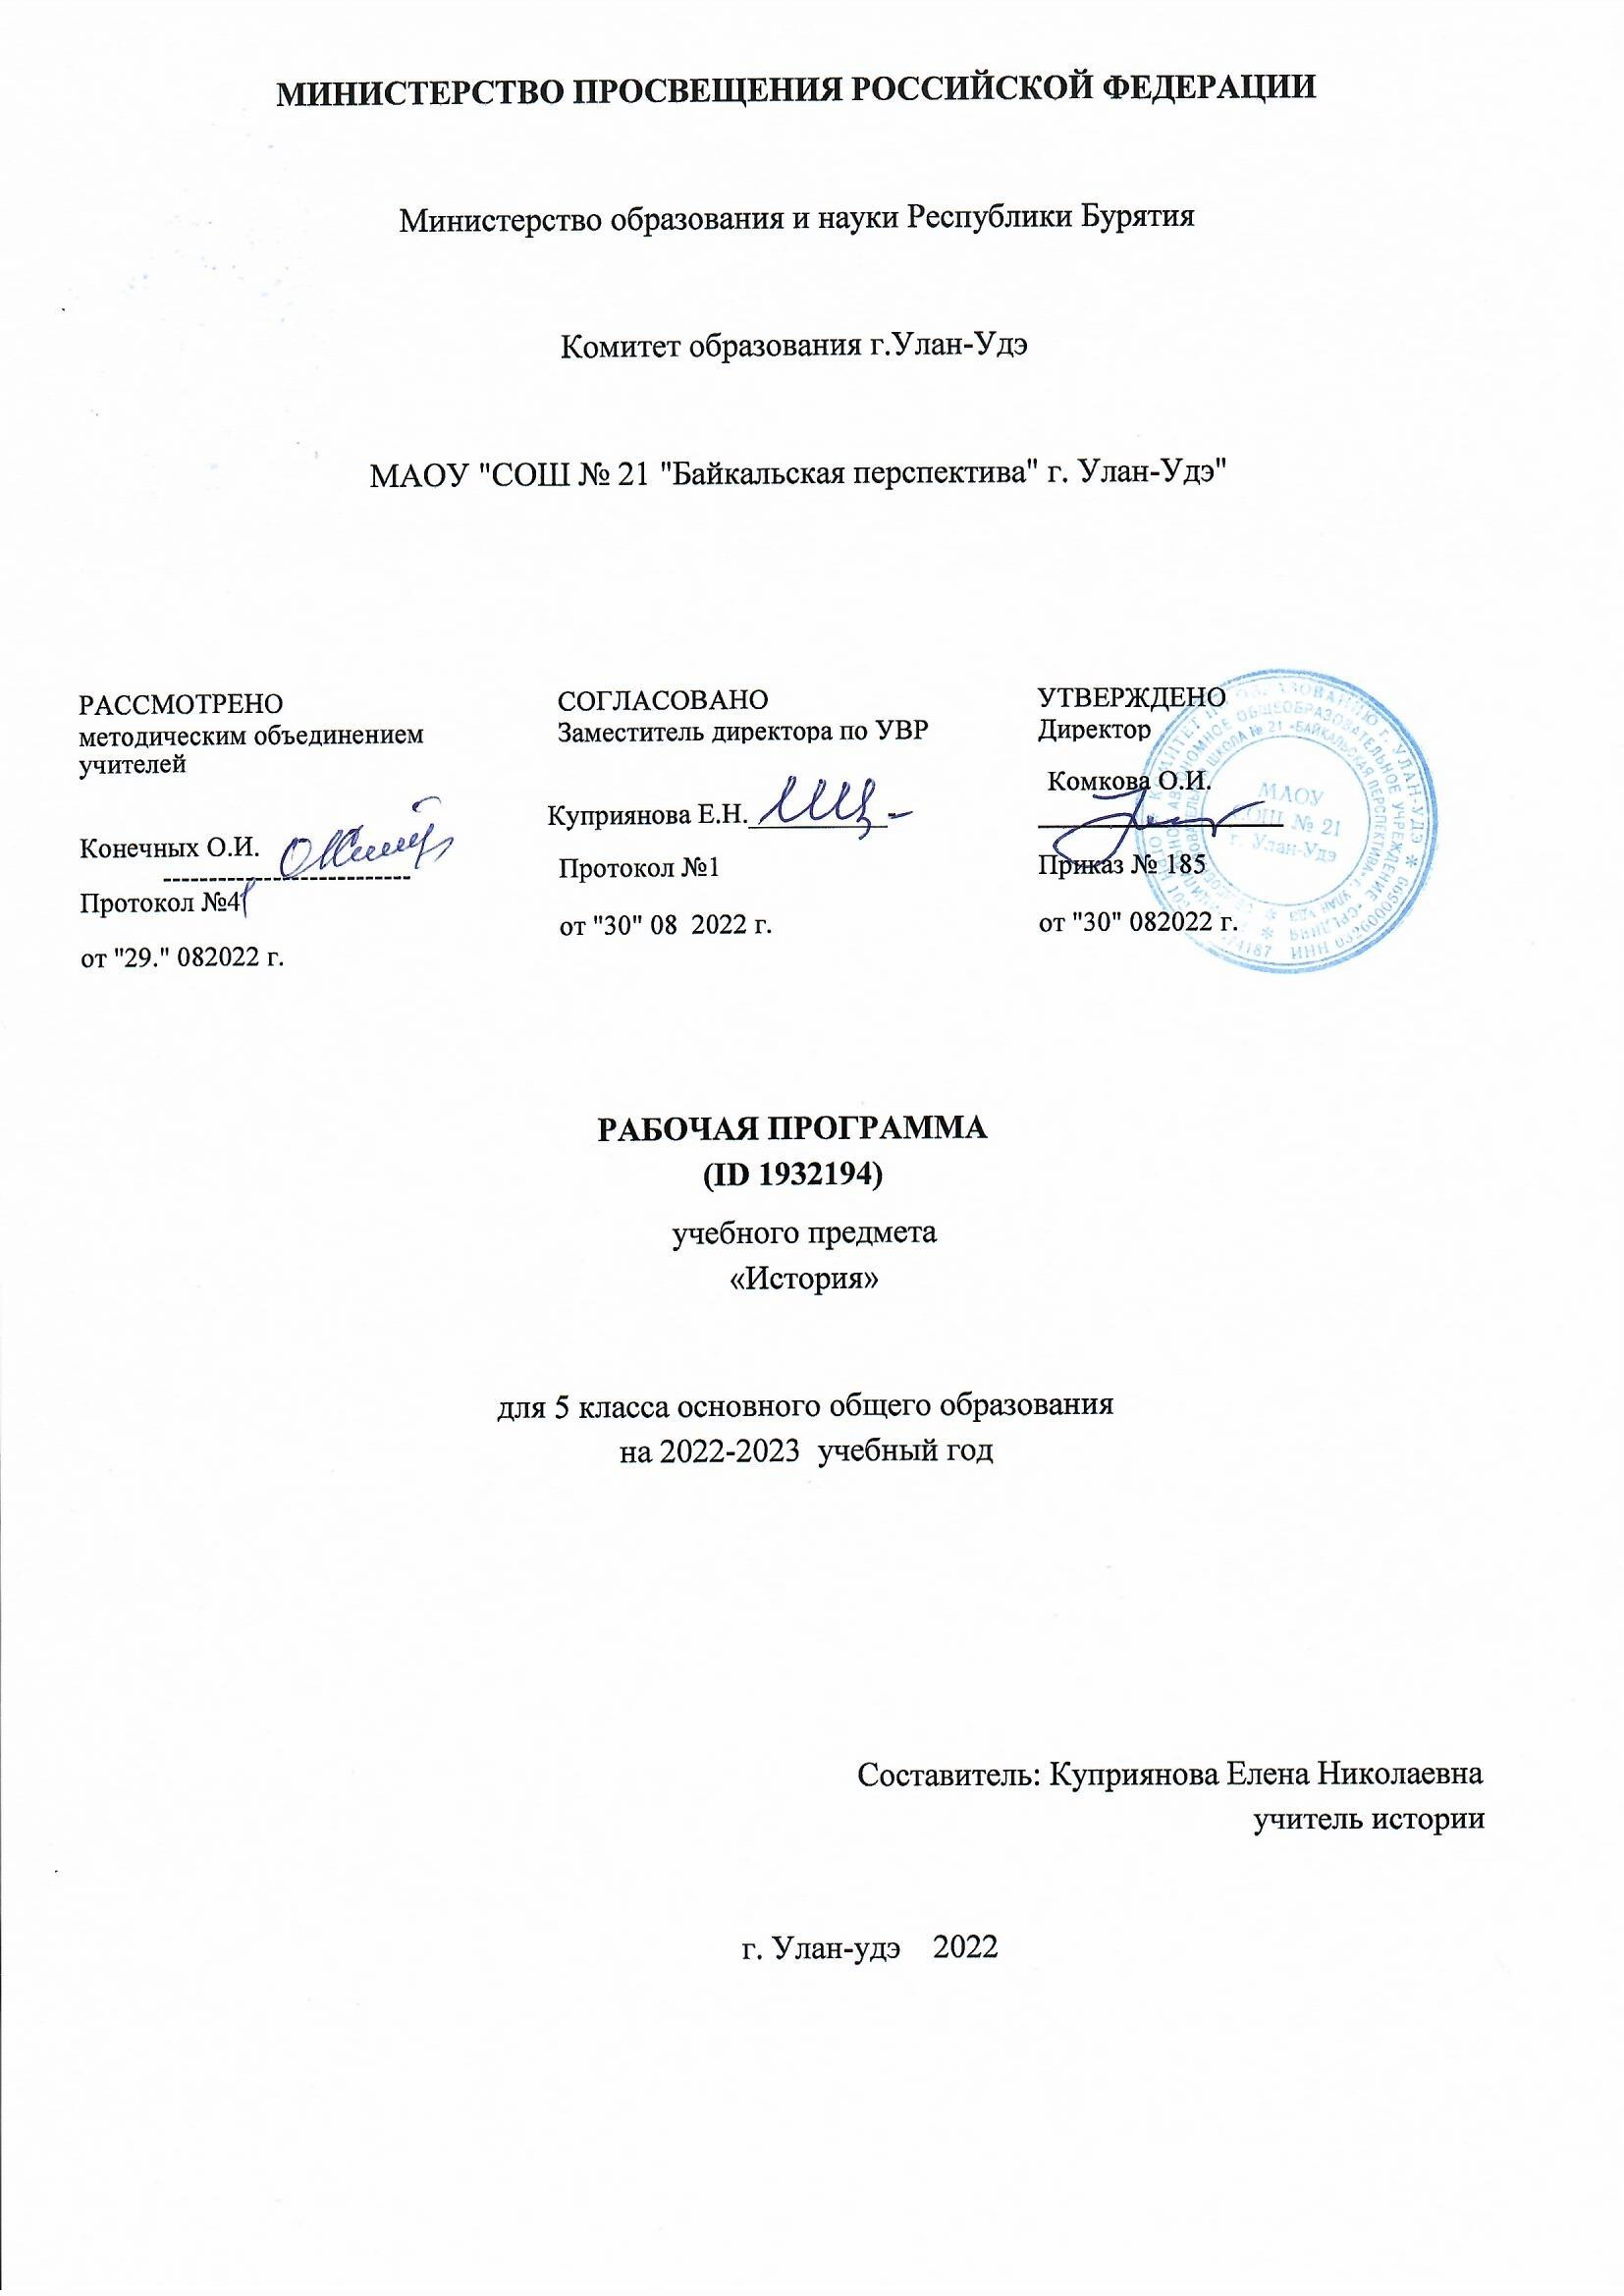 МИНИСТЕРСТВО ПРОСВЕЩЕНИЯ РОССИЙСКОЙ ФЕДЕРАЦИИ
Министерство образования и науки Республики Бурятия
Комитет образования г.Улан-Удэ
МАОУ "СОШ № 21 "Байкальская перспектива" г. Улан-Удэ"
РАССМОТРЕНО
методическим объединением
учителей
Конечных О.И.
Протокол №4
от "29." 082022 г.
СОГЛАСОВАНО
Заместитель директора по УВР
Куприянова Е.Н.
Протокол №1
от "30" 08 2022 г.
УТВЕРЖДЕНО
Директор
Комкова О.И.
Приказ № 185
от "30" 082022 г.
МАОУ
СОШ № 21
г. Улан-Удэ
РАБОЧАЯ ПРОГРАММА
(ID 1932194)
учебного предмета
«История»
для 5 класса основного общего образования
на 2022-2023 учебный год
Составитель: Куприянова Елена Николаевна
учитель истории
г. Улан-удэ 2022